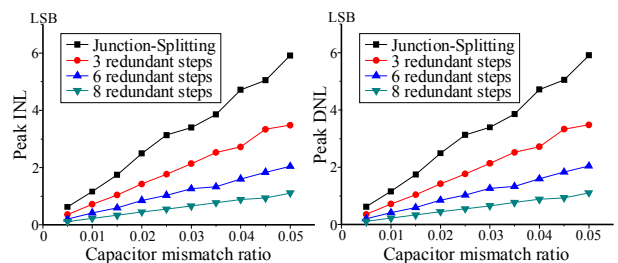 LSB
Junction-Splitting
3 redundant steps
6 redundant steps
8 redundant steps
Peak INL
6
4
2
0
0 0.01 0.02 0.03 0.04 0.05
Capacitor mismatch ratio
LSB
Junction-Splitting
3 redundant steps
6 redundant steps
8 redundant steps
Peak DNL
6
4
2
0
0 0.01 0.02 0.03 0.04 0.05
Capacitor mismatch ratio